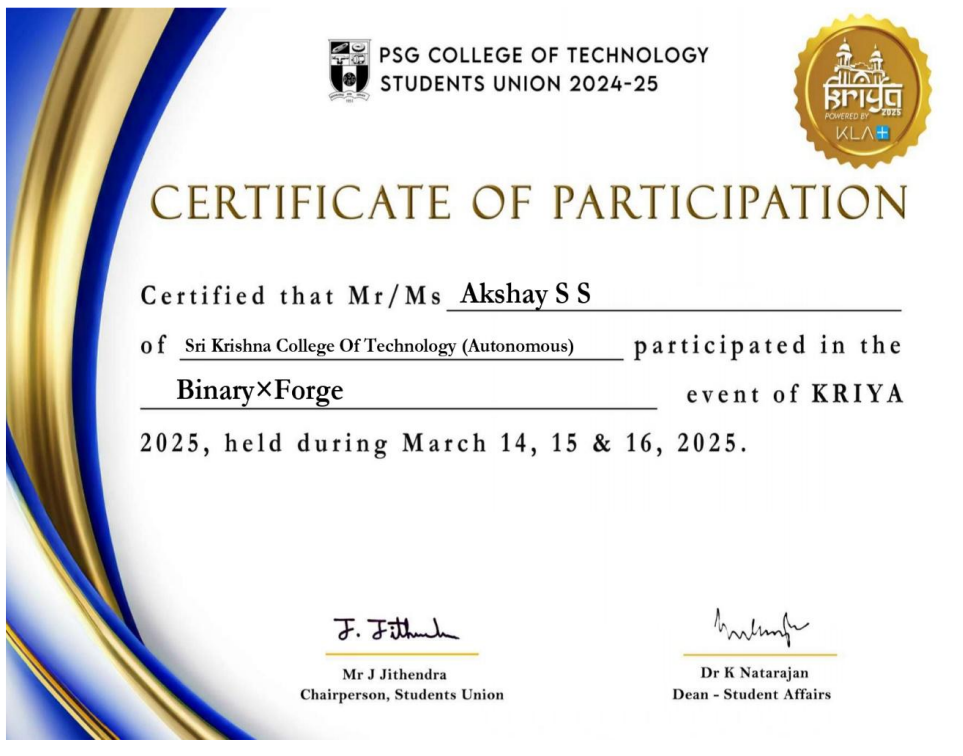 PSG COLLEGE OF TECHNOLOGY
STUDENTS UNION 2024-25
Kriya
2025
POWERED BY
KLA+
CERTIFICATE OF PARTICIPATION
Certified that Mr/Ms Akshay S S
of Sri Krishna College Of Technology (Autonomous) participated in the
Binary×Forge event of KRIYA
2025, held during March 14, 15 & 16, 2025.
J. Jithendra
Mr J Jithendra
Chairperson, Students Union
Dr K Natarajan
Dean - Student Affairs